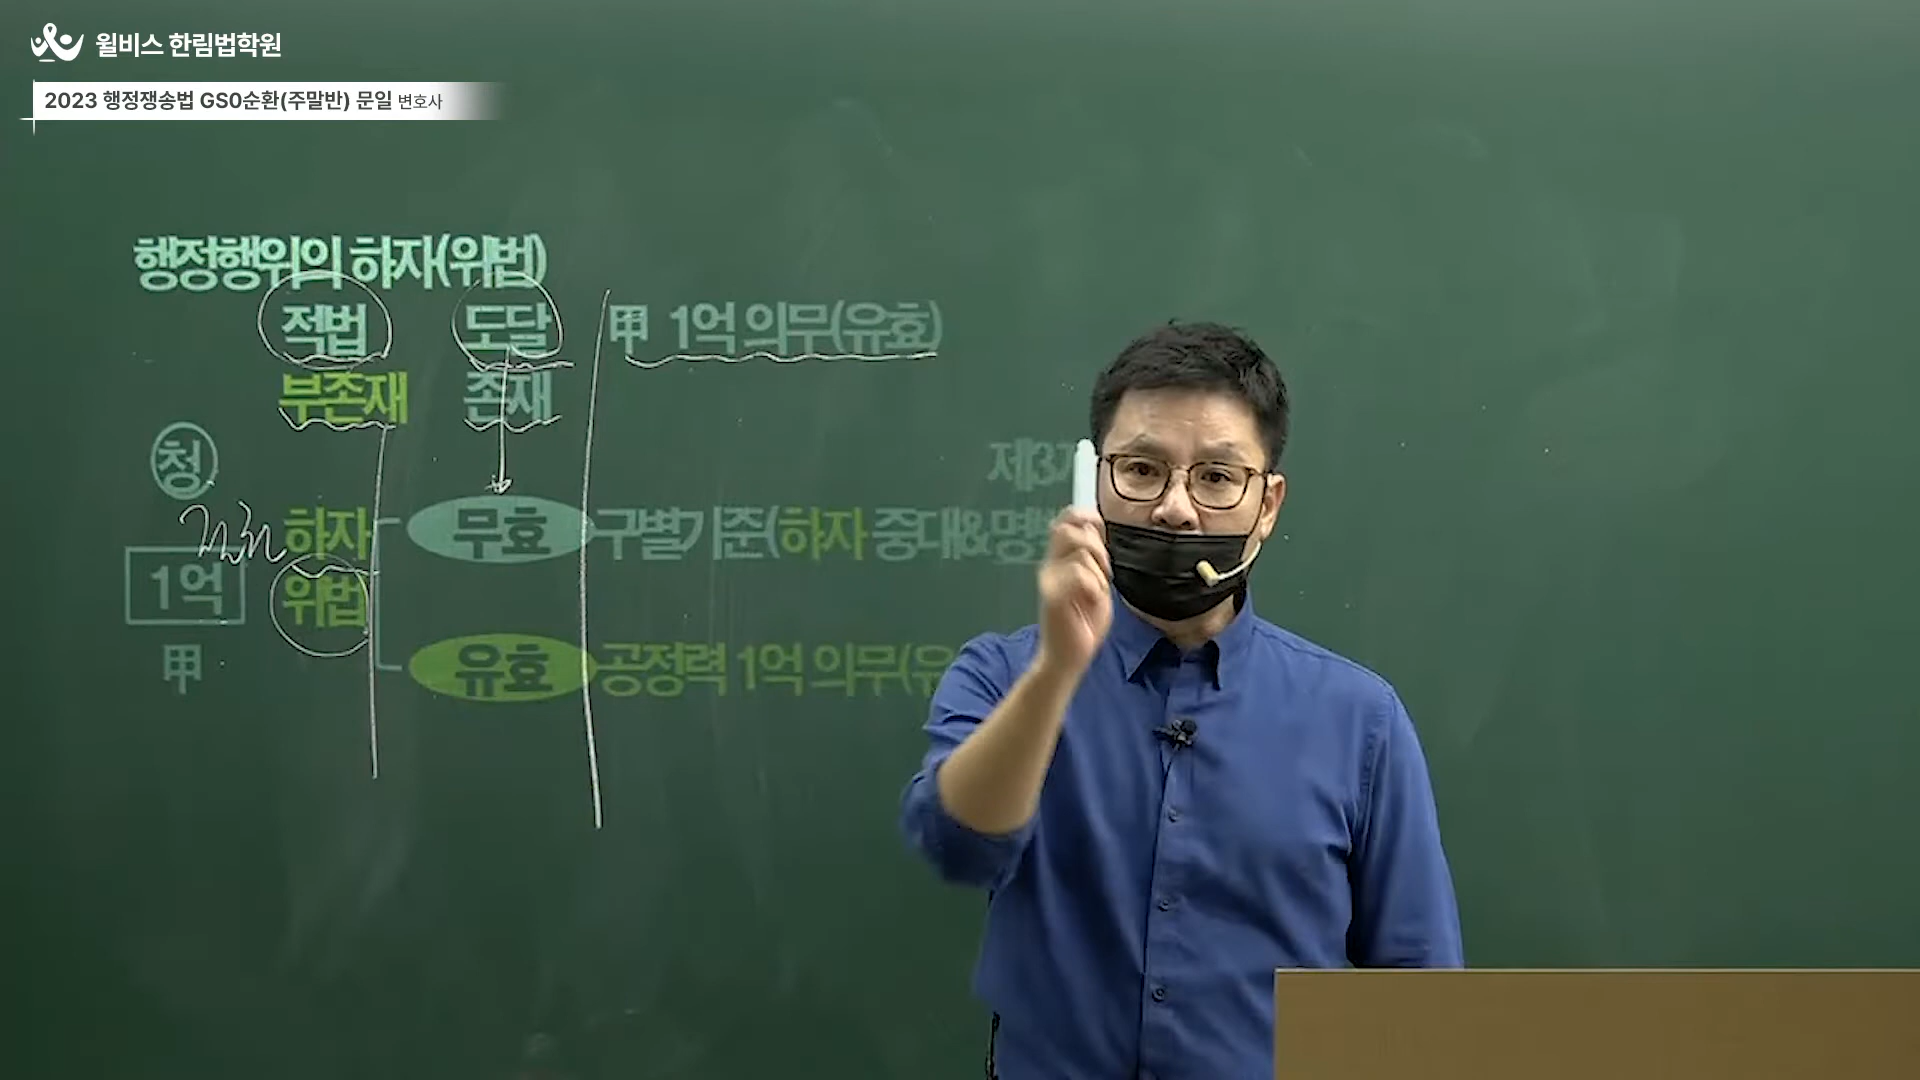 윌비스 한림법학원
2023 행정쟁송법 GS0순환(주말반) 문일 변호사
행정행위의 하자(위법)
적법 도달 甲 1억 의무(유효)
부존재 존재
청
제3
하자 무효 구별기준(하자 중대&명
1억 위법
甲 유효 공정력 1억 의무(유